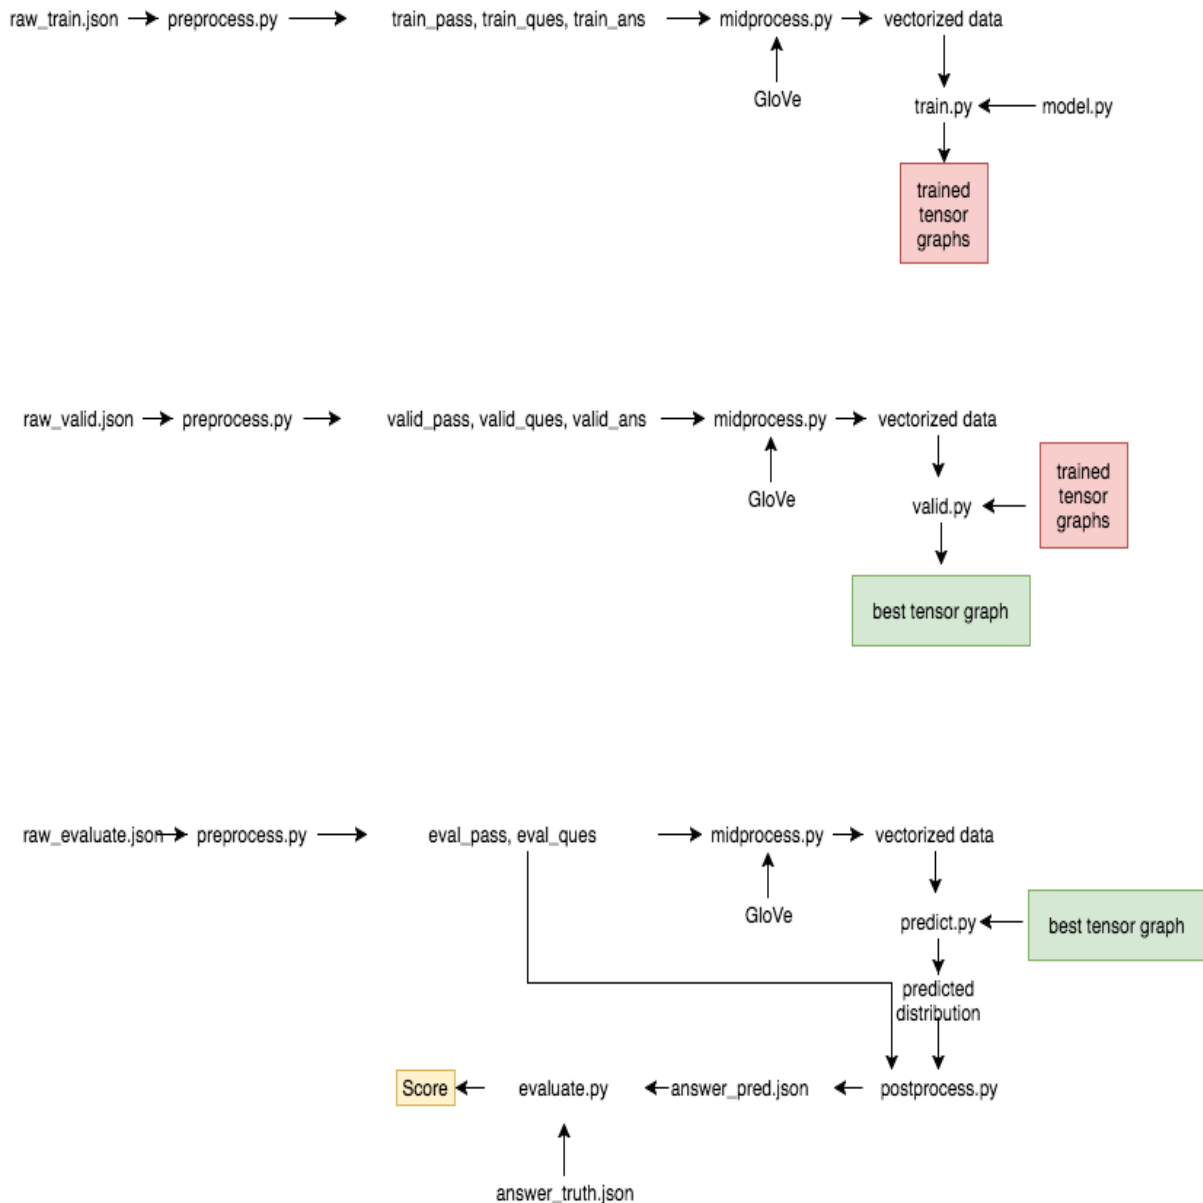 raw_train.json preprocess.py train_pass, train_ques, train_ans midprocess.py vectorized data
GloVe
train.py model.py
trained
tensor
graphs
raw_valid.json preprocess.py valid_pass, valid_ques, valid_ans midprocess.py vectorized data
GloVe
valid.py
trained
tensor
graphs
best tensor graph
raw_evaluate.json preprocess.py eval_pass, eval_ques midprocess.py vectorized data
GloVe
predict.py
best tensor graph
predicted
distribution
Score evaluate.py answer_pred.json postprocess.py
answer_truth.json